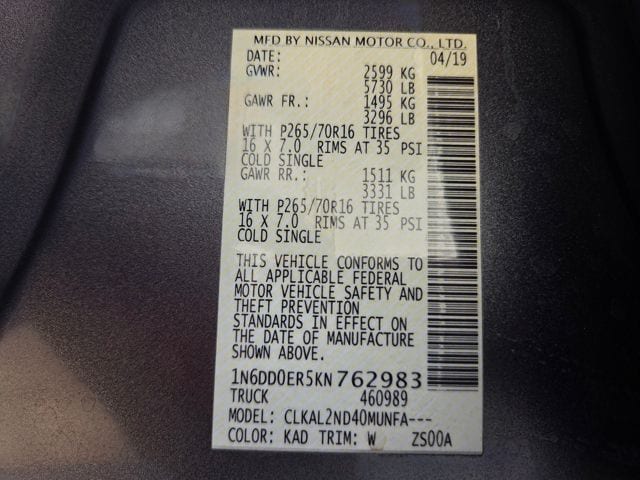 MFD BY NISSAN MOTOR CO., LTD.
DATE: 04/19
GVWR: 2599 KG
5730 LB
GAWR FR.: 1495 KG
3296 LB
WITH P265/70R16 TIRES
16 X 7.0 RIMS AT 35 PSI
COLD SINGLE
GAWR RR.: 1511 KG
3331 LB
WITH P265/70R16 TIRES
16 X 7.0 RIMS AT 35 PSI
COLD SINGLE
THIS VEHICLE CONFORMS TO
ALL APPLICABLE FEDERAL
MOTOR VEHICLE SAFETY AND
THEFT PREVENTION
STANDARDS IN EFFECT ON
THE DATE OF MANUFACTURE
SHOWN ABOVE.
1N6DD0ER5KN762983
TRUCK 460989
MODEL: CLKAL2ND40MUNFA---
COLOR: KAD TRIM: W ZS00A